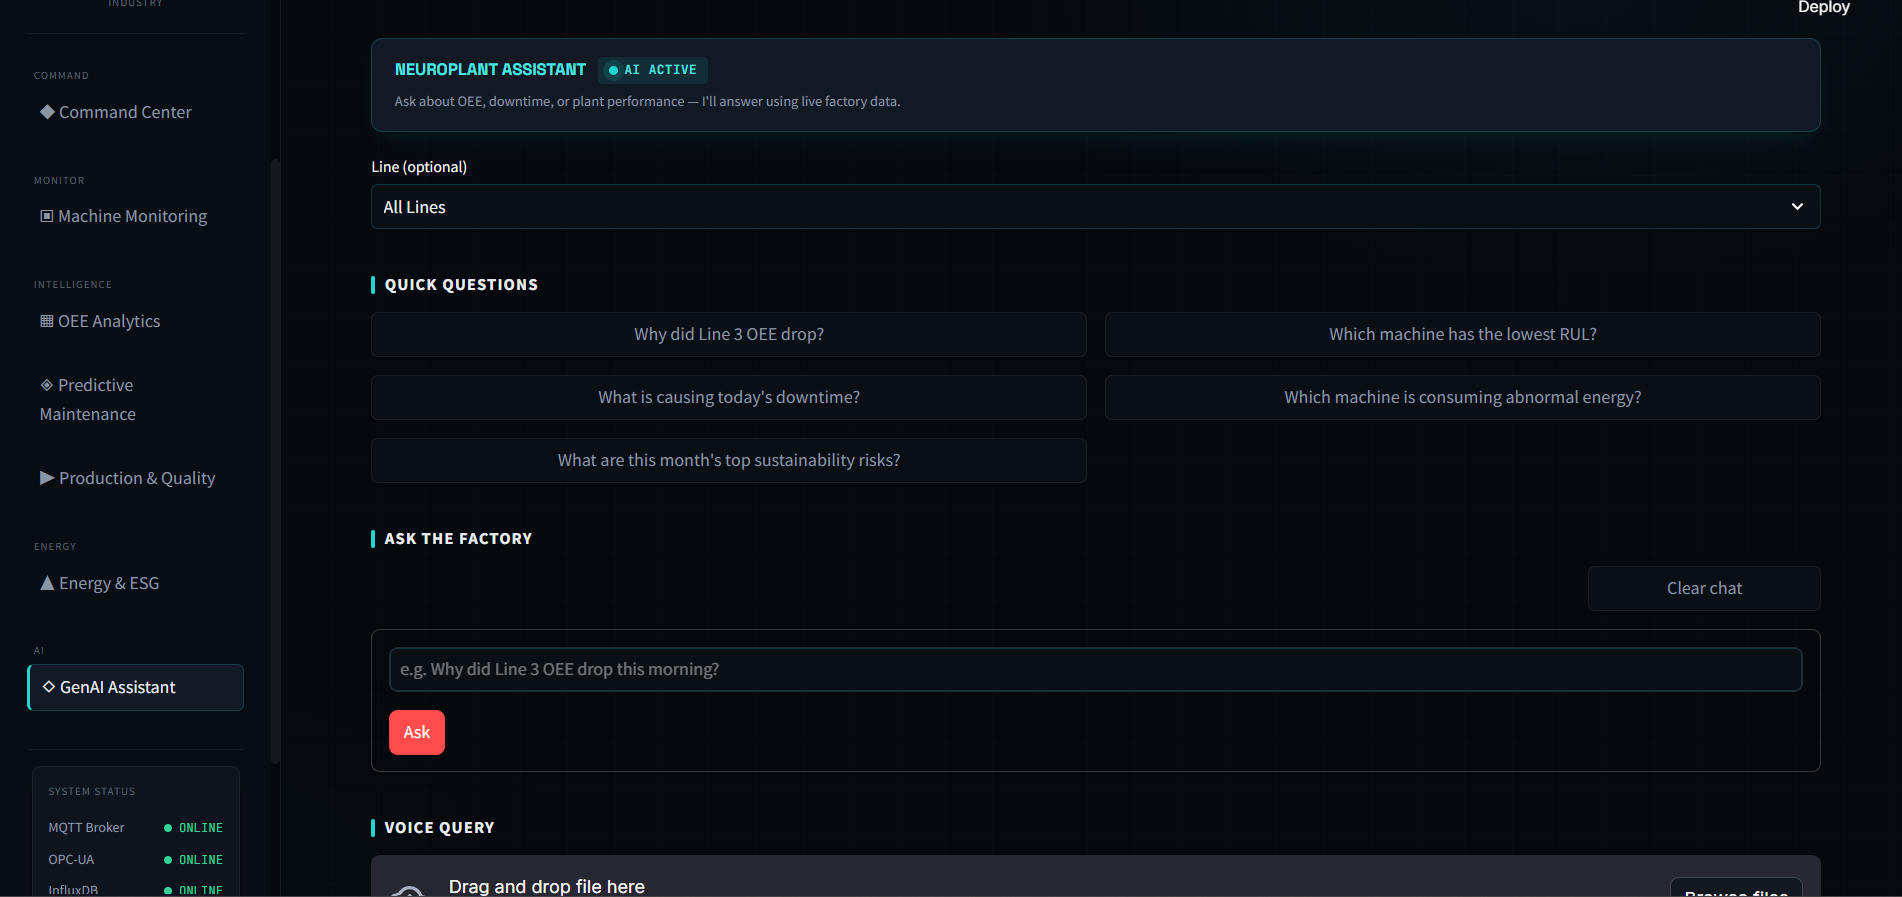 INDUSTRY
COMMAND
Command Center
MONITOR
Machine Monitoring
INTELLIGENCE
OEE Analytics
Predictive
Maintenance
Production & Quality
ENERGY
Energy & ESG
AI
GenAI Assistant
SYSTEM STATUS
MQTT Broker ONLINE
OPC-UA ONLINE
InfluxDB ONLINE
Deploy
NEUROPLANT ASSISTANT AI ACTIVE
Ask about OEE, downtime, or plant performance — I'll answer using live factory data.
Line (optional)
All Lines
QUICK QUESTIONS
Why did Line 3 OEE drop?
Which machine has the lowest RUL?
What is causing today's downtime?
Which machine is consuming abnormal energy?
What are this month's top sustainability risks?
ASK THE FACTORY
Clear chat
e.g. Why did Line 3 OEE drop this morning?
Ask
VOICE QUERY
Drag and drop file here
Browse files